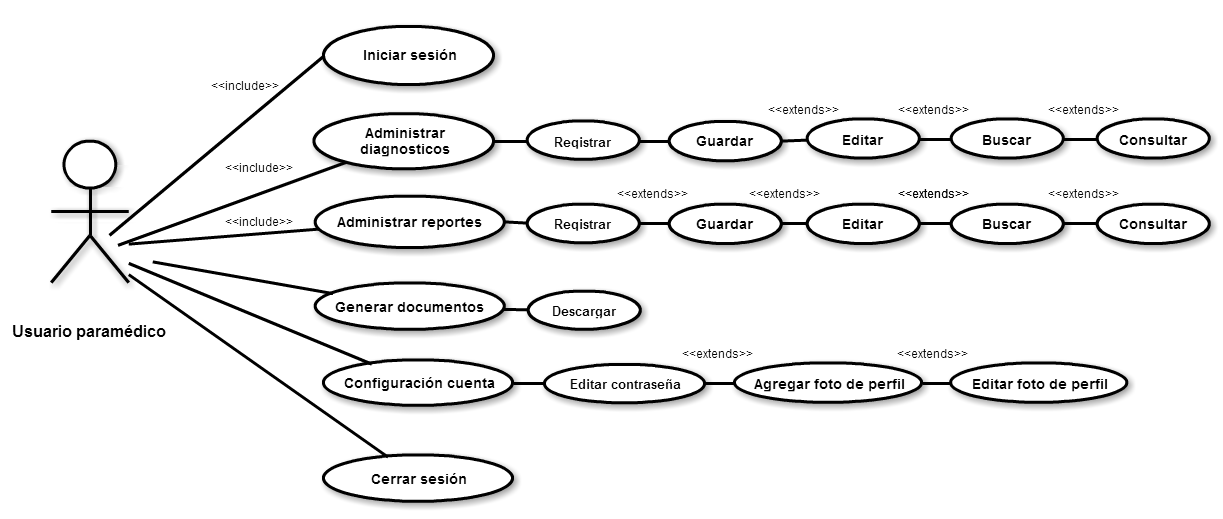 Iniciar sesión
<<include>>
<<extends>> <<extends>> <<extends>>
Administrar
diagnosticos
Registrar Guardar Editar Buscar Consultar
<<include>>
<<extends>> <<extends>> <<extends>> <<extends>>
<<include>>
Administrar reportes Registrar Guardar Editar Buscar Consultar
Generar documentos Descargar
Usuario paramédico
<<extends>> <<extends>>
Configuración cuenta Editar contraseña Agregar foto de perfil Editar foto de perfil
Cerrar sesión